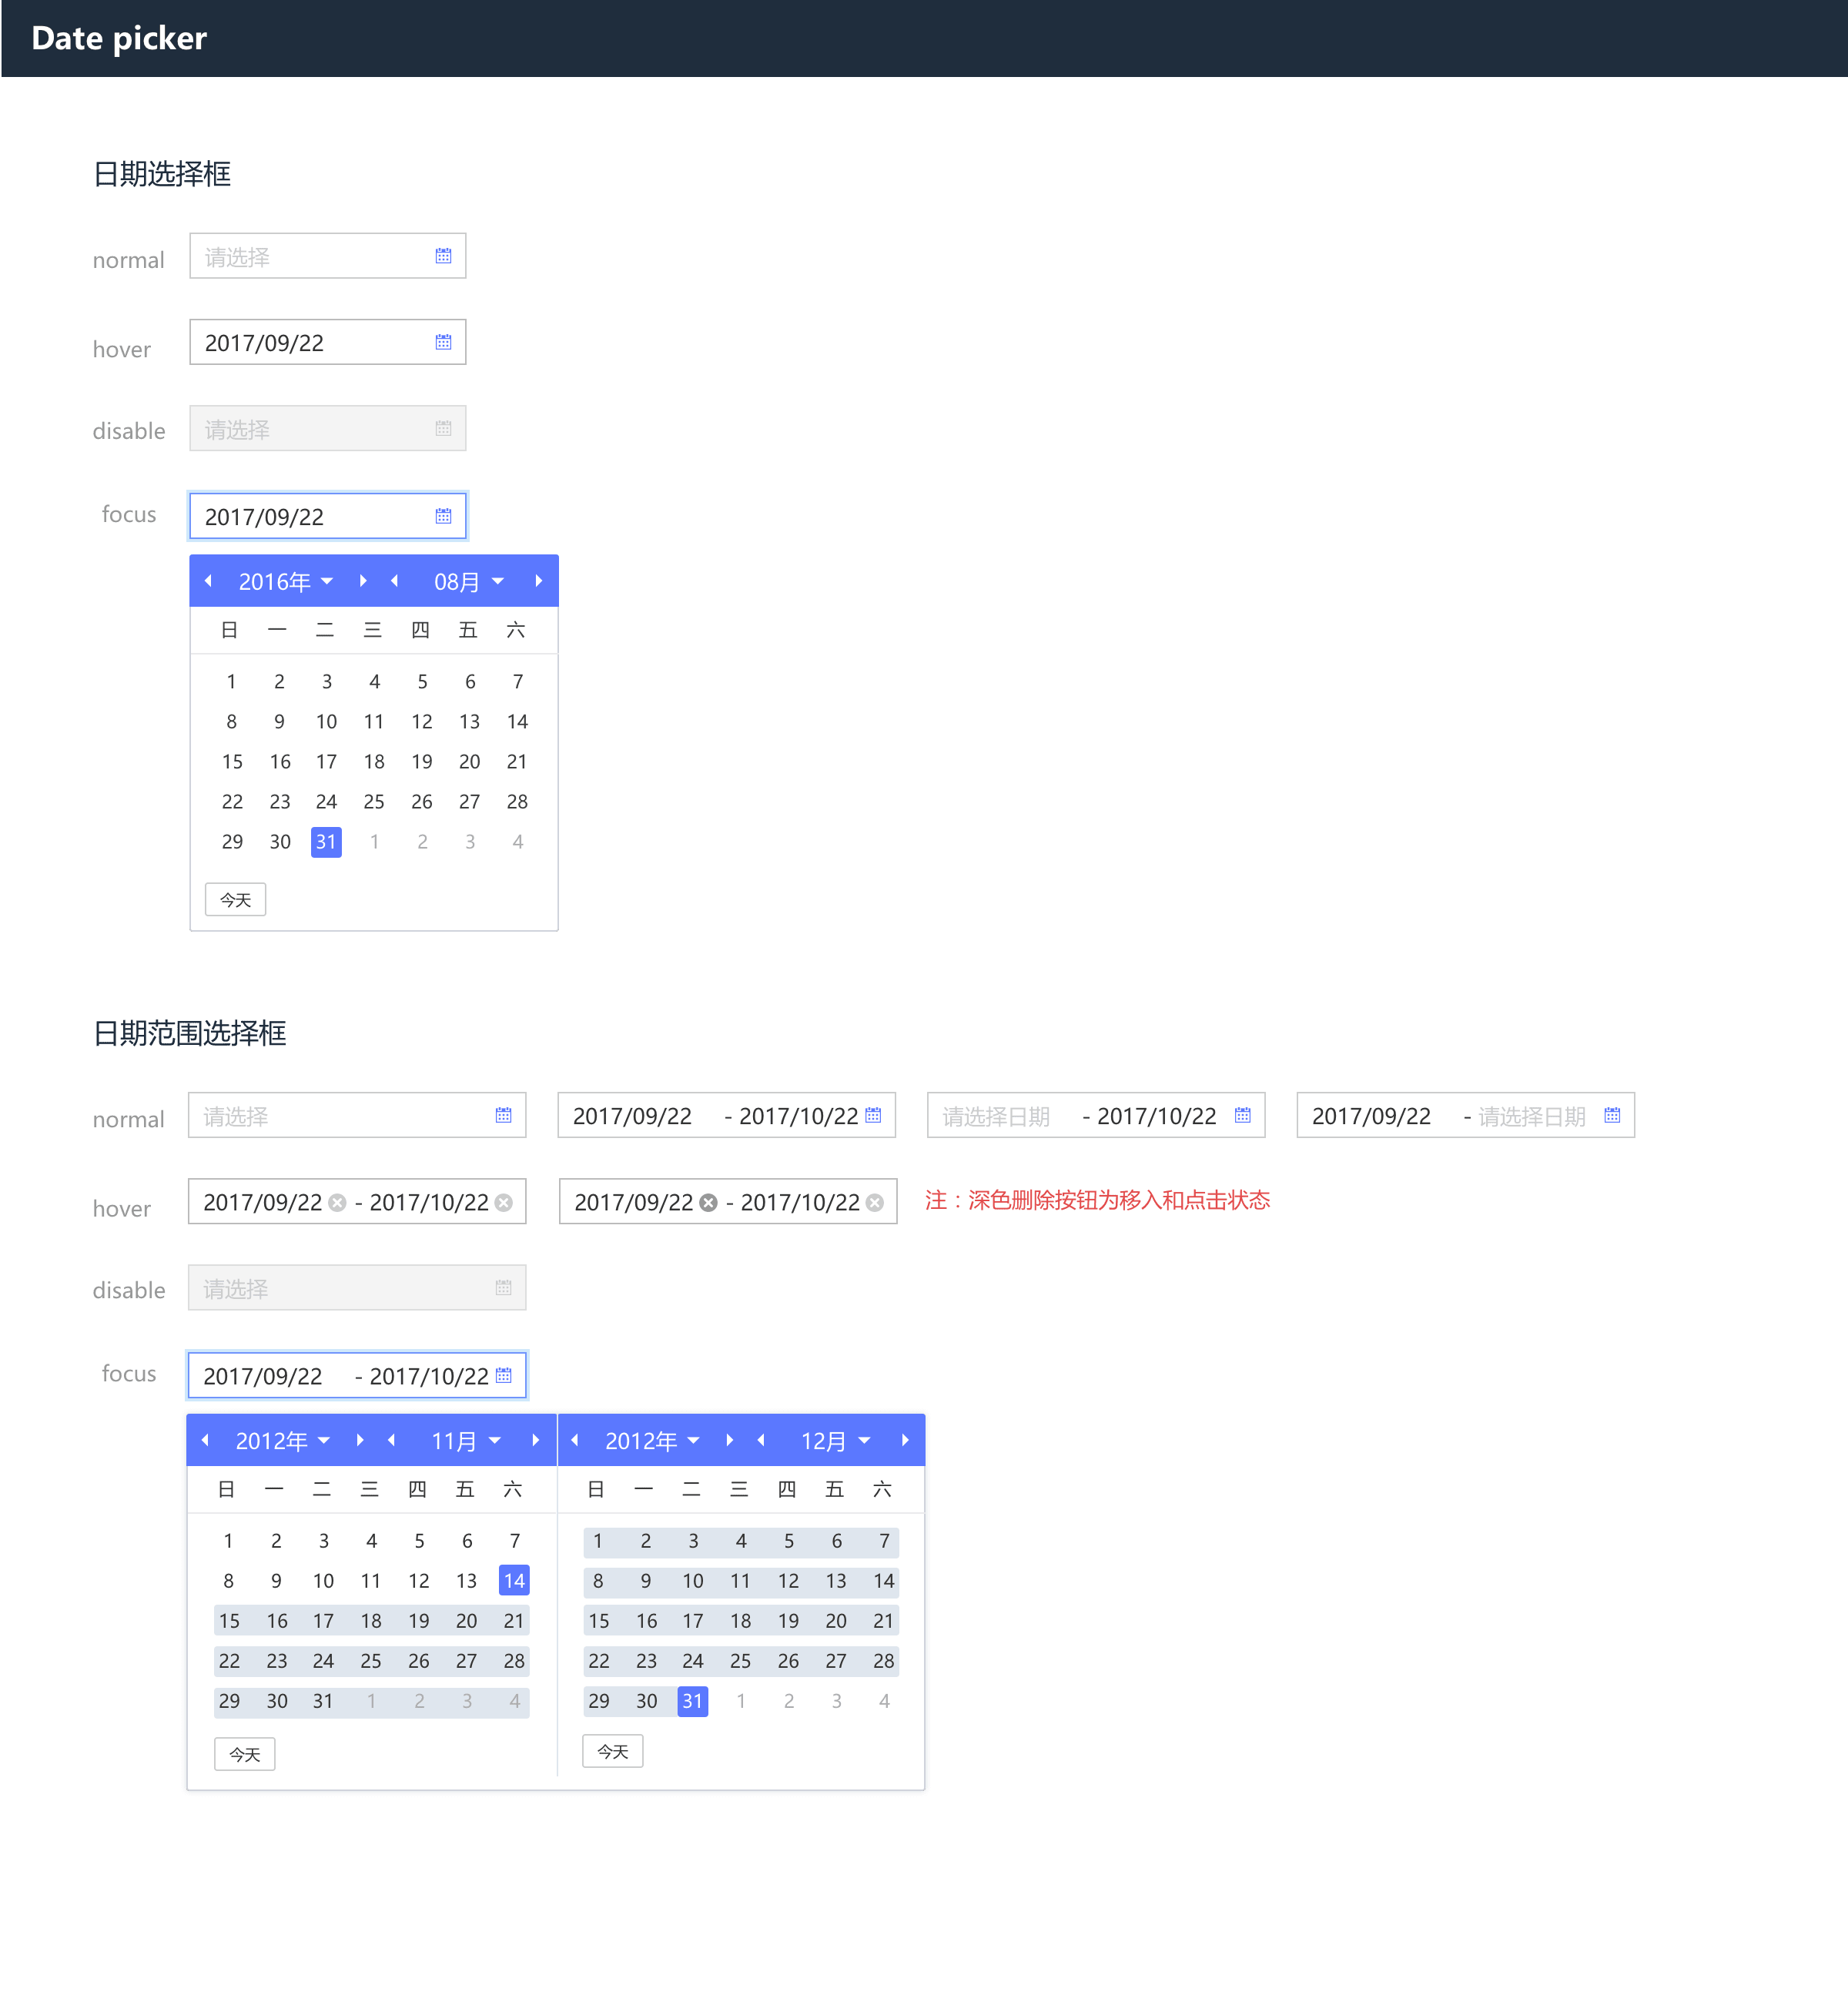 Date picker
日期选择框
normal 请选择
hover 2017/09/22
disable 请选择
focus 2017/09/22
2016年 08月
日 一 二 三 四 五 六
1 2 3 4 5 6 7
8 9 10 11 12 13 14
15 16 17 18 19 20 21
22 23 24 25 26 27 28
29 30 31 1 2 3 4
今天
日期范围选择框
normal 请选择 2017/09/22 - 2017/10/22 请选择日期 - 2017/10/22 2017/09/22 - 请选择日期
hover 2017/09/22 - 2017/10/22 2017/09/22 - 2017/10/22 注：深色删除按钮为移入和点击状态
disable 请选择
focus 2017/09/22 - 2017/10/22
2012年 11月 2012年 12月
日 一 二 三 四 五 六 日 一 二 三 四 五 六
1 2 3 4 5 6 7 1 2 3 4 5 6 7
8 9 10 11 12 13 14 8 9 10 11 12 13 14
15 16 17 18 19 20 21 15 16 17 18 19 20 21
22 23 24 25 26 27 28 22 23 24 25 26 27 28
29 30 31 1 2 3 4 29 30 31 1 2 3 4
今天 今天